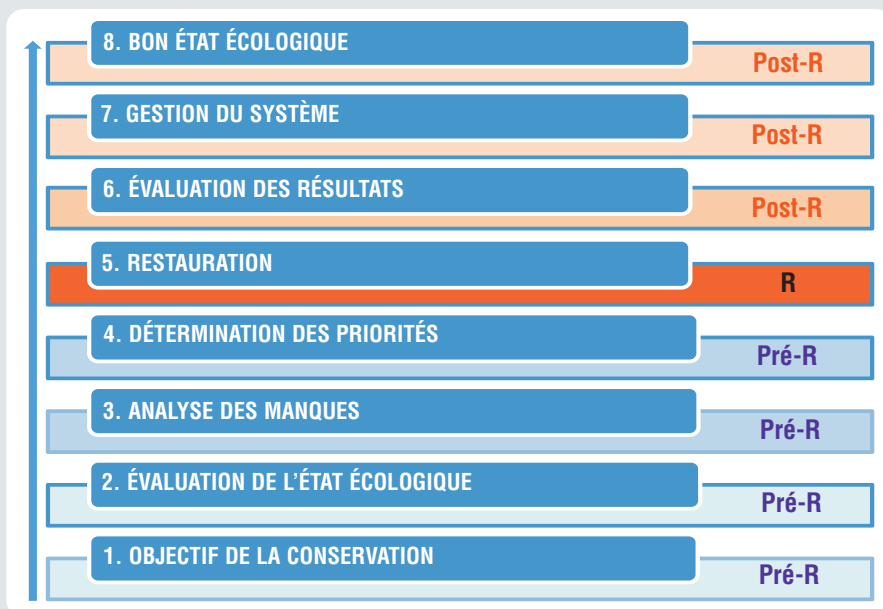 8. BON ÉTAT ÉCOLOGIQUE
Post-R
7. GESTION DU SYSTÈME
Post-R
6. ÉVALUATION DES RÉSULTATS
Post-R
5. RESTAURATION
R
4. DÉTERMINATION DES PRIORITÉS
Pré-R
3. ANALYSE DES MANQUES
Pré-R
2. ÉVALUATION DE L’ÉTAT ÉCOLOGIQUE
Pré-R
1. OBJECTIF DE LA CONSERVATION
Pré-R